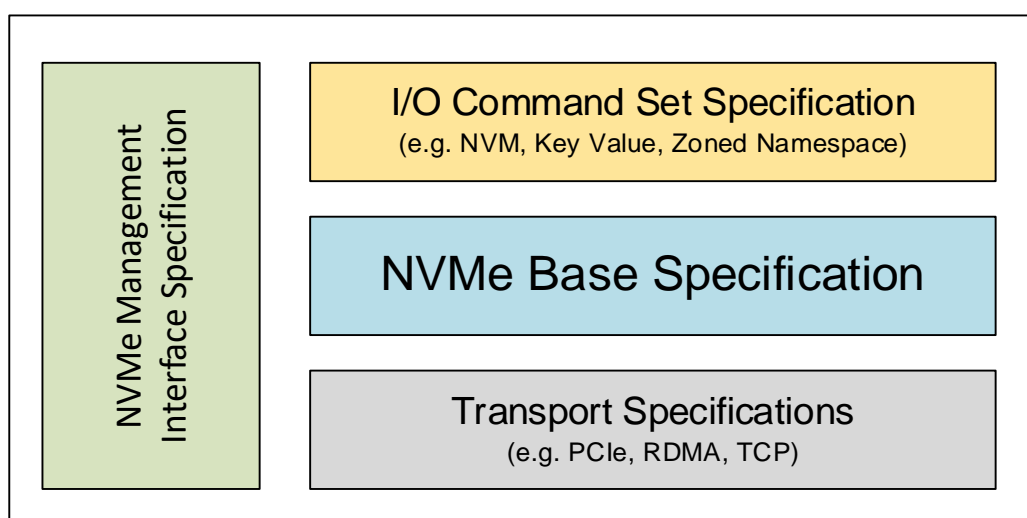 NVMe Management
Interface Specification
I/O Command Set Specification
(e.g. NVM, Key Value, Zoned Namespace)
NVMe Base Specification
Transport Specifications
(e.g. PCIe, RDMA, TCP)